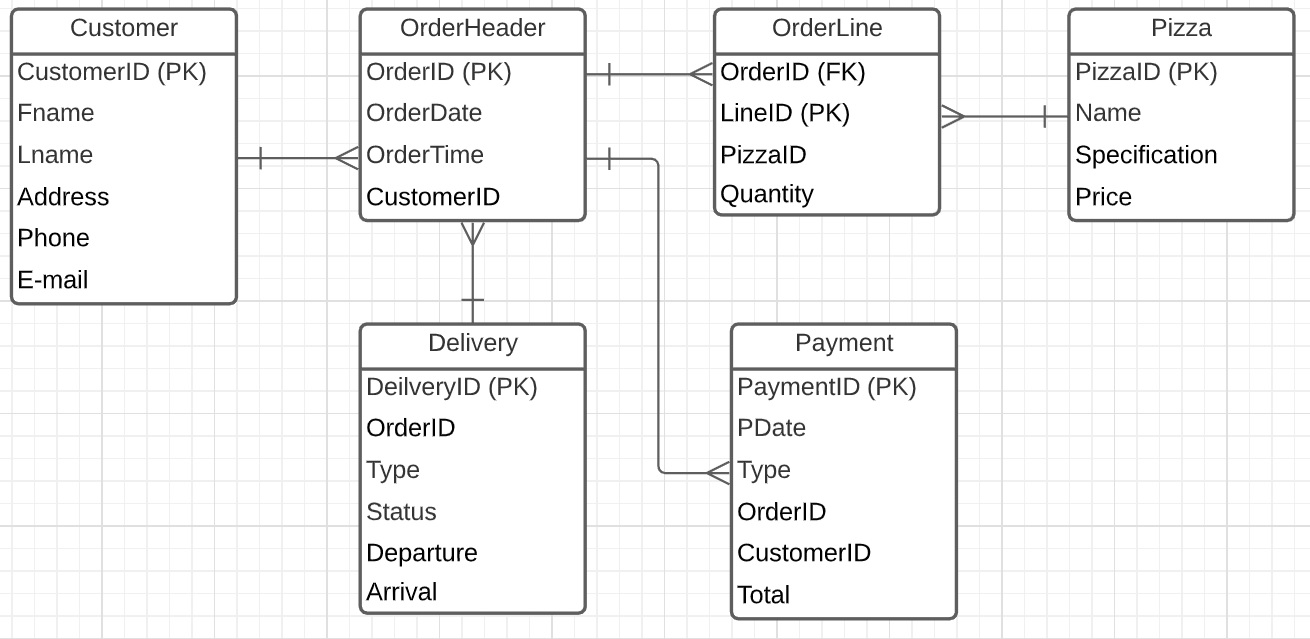 Customer
CustomerID (PK)
Fname
Lname
Address
Phone
E-mail
OrderHeader
OrderID (PK)
OrderDate
OrderTime
CustomerID
OrderLine
OrderID (FK)
LineID (PK)
PizzaID
Quantity
Pizza
PizzaID (PK)
Name
Specification
Price
Delivery
DeilveryID (PK)
OrderID
Type
Status
Departure
Arrival
Payment
PaymentID (PK)
PDate
Type
OrderID
CustomerID
Total